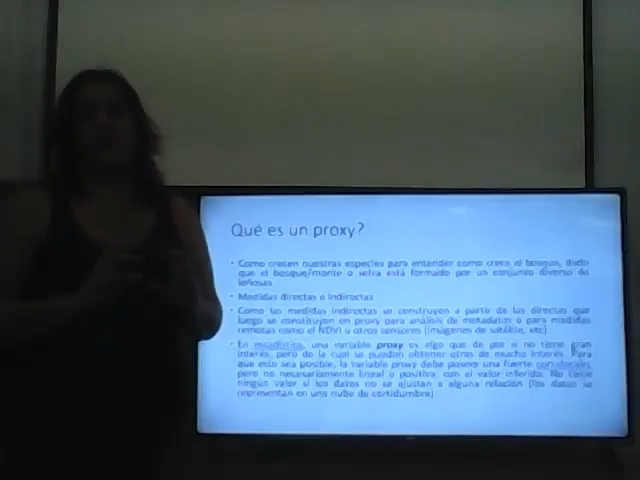 Qué es un proxy?
• Como crecen nuestras especies para entender como crece el bosque, dado
que el bosque/monte o selva está formado por un conjunto diverso de
leñosas
• Medidas directas o indirectas
• Como las medidas indirectas se construyen a parte de las directas que
luego se constituyen en proxy para análisis de metadatos o para medidas
remotas como el NDVI u otros sensores (imágenes de satélite, etc)
• En estadística, una variable proxy es algo que de por si no tiene gran
interés, pero de la cual se pueden obtener otras de mucho interés. Para
que esto sea posible, la variable proxy debe poseer una fuerte correlación,
pero no necesariamente lineal o positiva, con el valor inferido. No tiene
ningún valor si los datos no se ajustan a alguna relación (los datos se
representan en una nube de certidumbre)